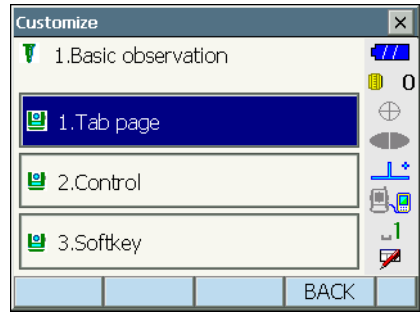 Customize
1.Basic observation
0
1.Tab page
2.Control
3.Softkey
1
BACK